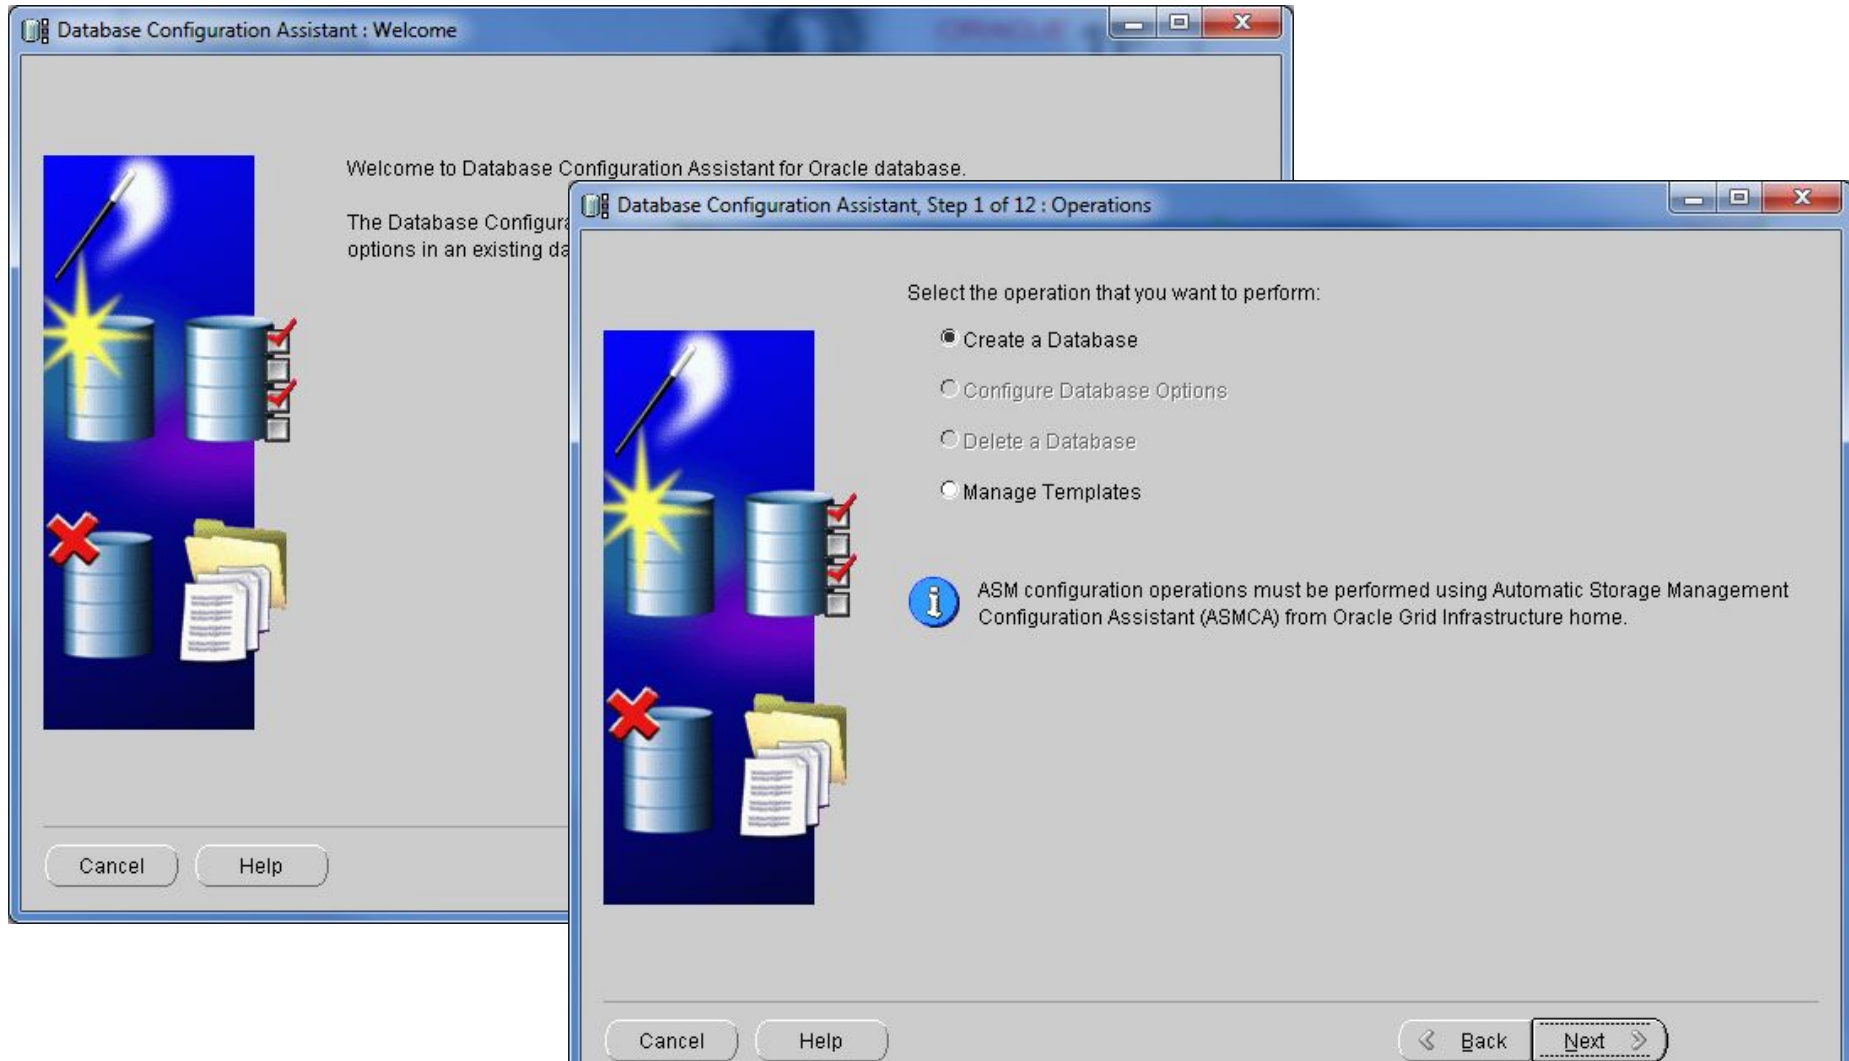 Database Configuration Assistant : Welcome
Welcome to Database Configuration Assistant for Oracle database.
The Database Configura
options in an existing da
Cancel
Help
Database Configuration Assistant, Step 1 of 12 : Operations
Select the operation that you want to perform:
Create a Database
Configure Database Options
Delete a Database
Manage Templates
ASM configuration operations must be performed using Automatic Storage Management
Configuration Assistant (ASMCA) from Oracle Grid Infrastructure home.
Cancel
Help
Back
Next